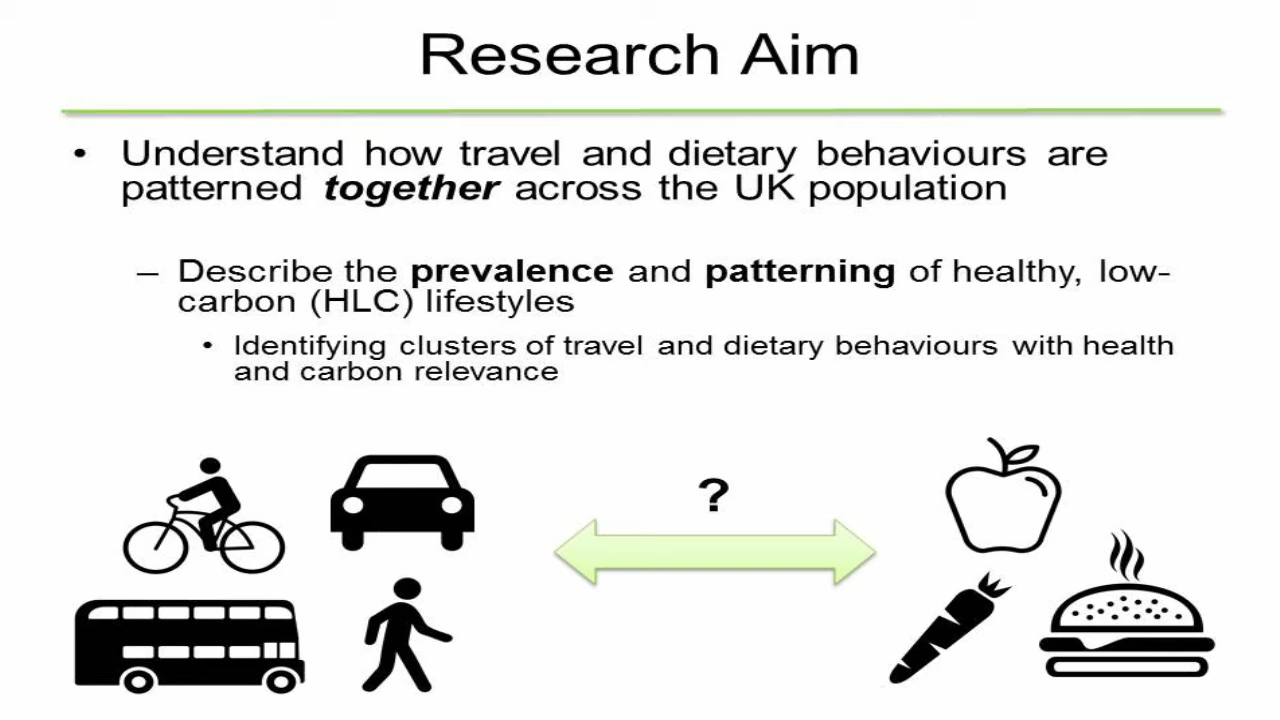 Research Aim
• Understand how travel and dietary behaviours are
patterned together across the UK population
– Describe the prevalence and patterning of healthy, low-
carbon (HLC) lifestyles
• Identifying clusters of travel and dietary behaviours with health
and carbon relevance
?